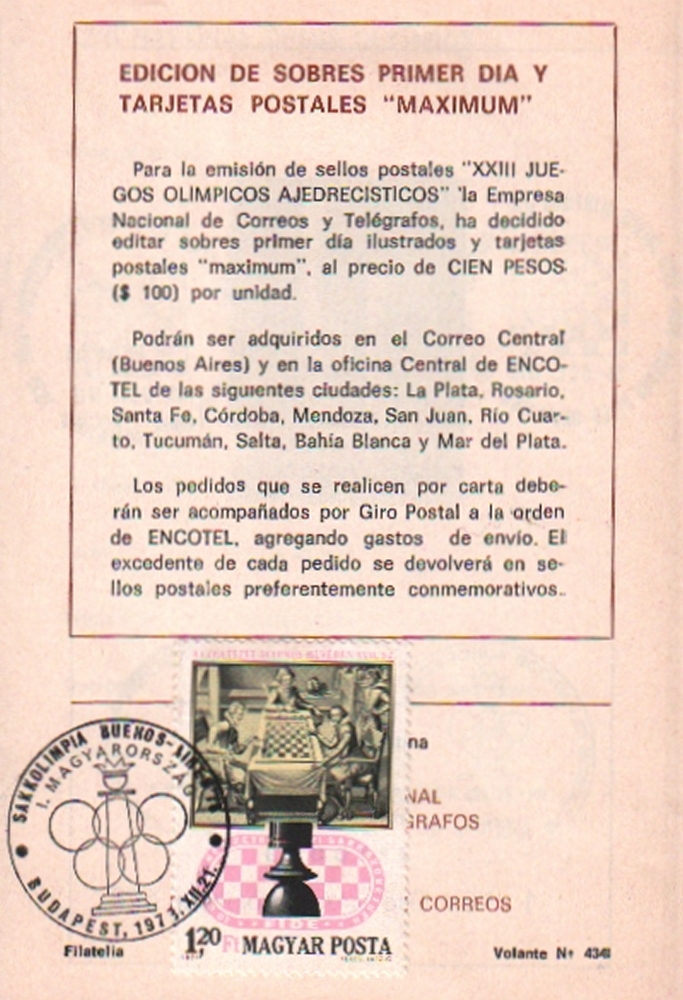 EDICION DE SOBRES PRIMER DIA Y
TARJETAS POSTALES "MAXIMUM"
Para la emisión de sellos postales "XXIII JUE-
GOS OLIMPICOS AJEDRECISTICOS" la Empresa
Nacional de Correos y Telégrafos, ha decidido
editar sobres primer día ilustrados y tarjetas
postales "maximum", al precio de CIEN PESOS
($ 100) por unidad.
Podrán ser adquiridos en el Correo Central
(Buenos Aires) y en la oficina Central de ENCO-
TEL de las siguientes ciudades: La Plata, Rosario,
Santa Fe, Córdoba, Mendoza, San Juan, Río Cuar-
to, Tucumán, Salta, Bahía Blanca y Mar del Plata.
Los pedidos que se realicen por carta debe-
rán ser acompañados por Giro Postal a la orden
de ENCOTEL, agregando gastos de envío. El
excedente de cada pedido se devolverá en se-
llos postales preferentemente conmemorativos..
na
NAL
GRAFOS
CORREOS
SAKKOLIMPIA BUENOS-AIRES
I. MAGYARORSZÁG
BUDAPEST, XII.21.
FIDE
1,20 Ft MAGYAR POSTA
Filatelia
Volante Nº